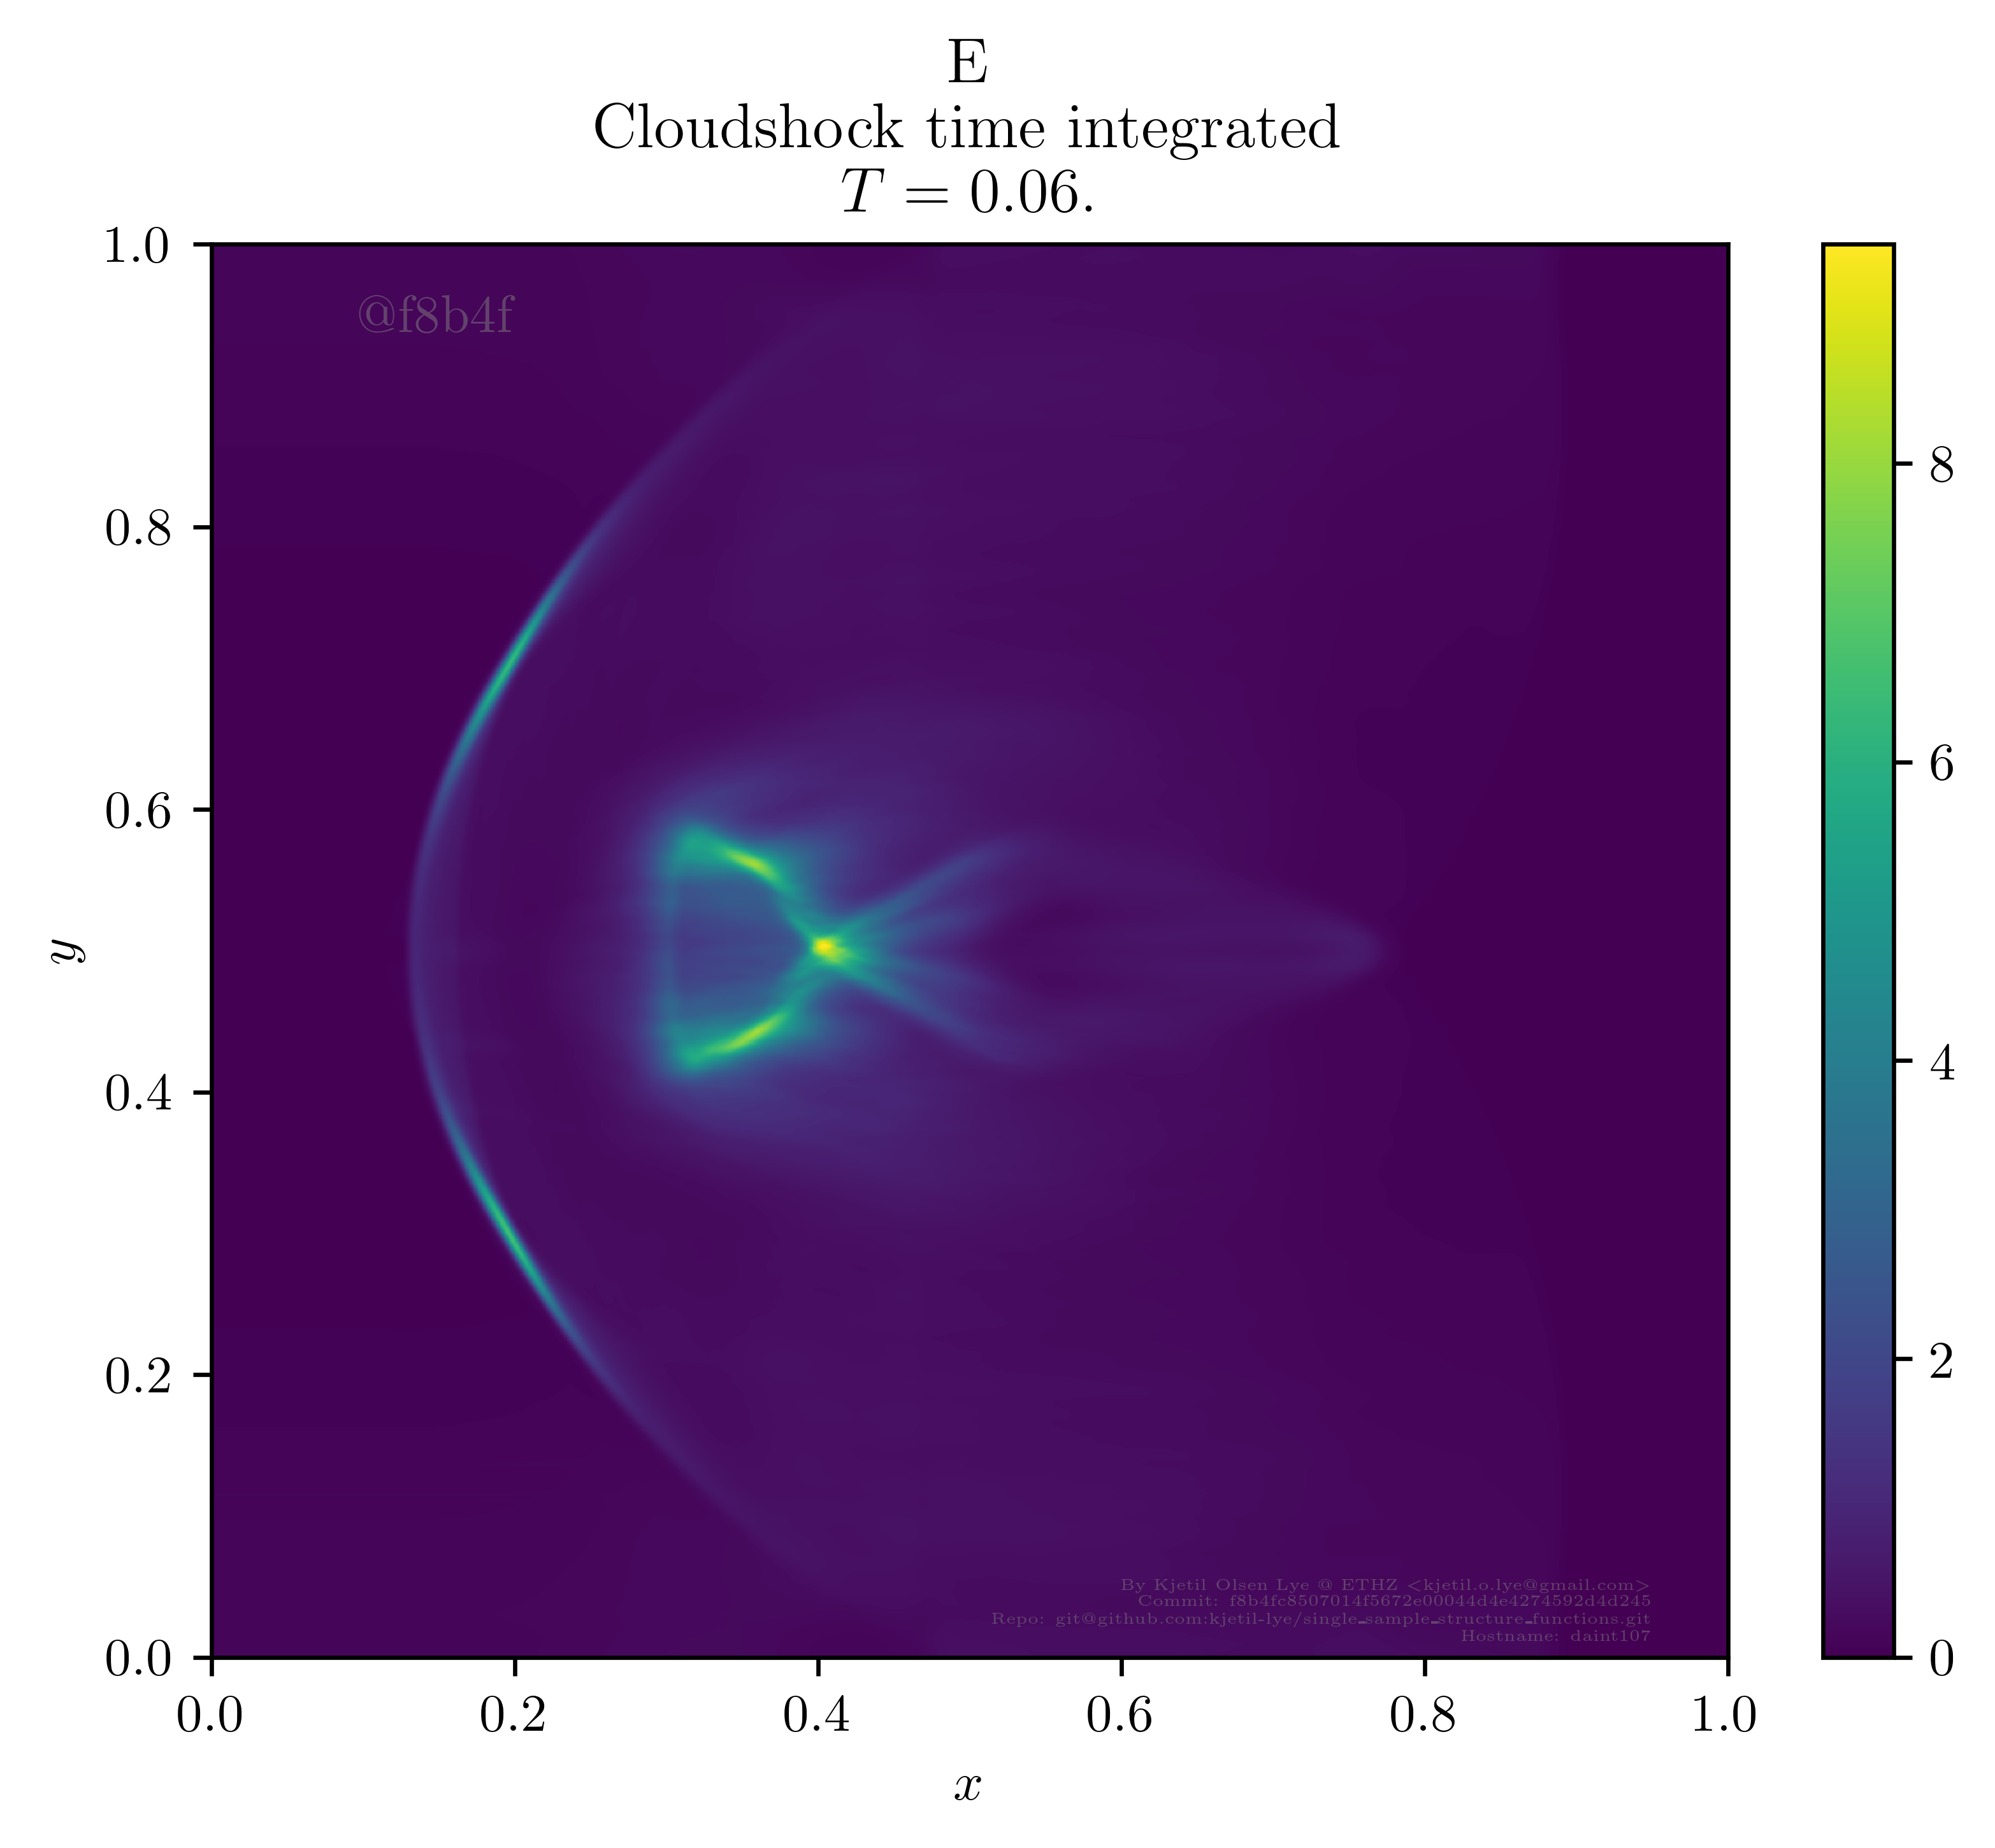 E
Cloudshock time integrated
T = 0.06.
1.0
0.8
0.6
0.4
0.2
0.0
y
@f8b4f
By Kjetil Olsen Lye @ ETHZ <kjetil.o.lye@gmail.com>
Commit: f8b4fc8507014f5672e00044d4e4274592d4d245
Repo: git@github.com:kjetil-lye/single_sample_structure_functions.git
Hostname: daint107
0.0 0.2 0.4 0.6 0.8 1.0
x
8
6
4
2
0